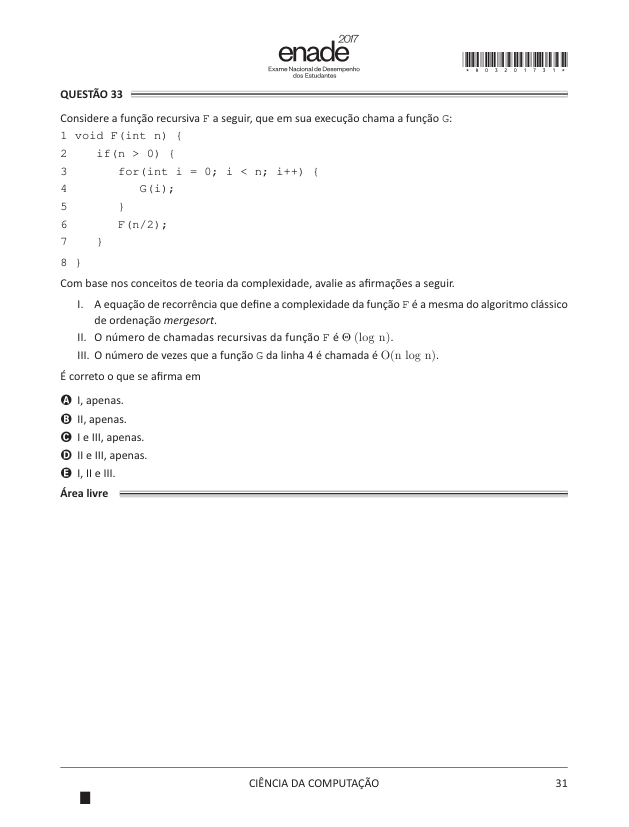 enade 2017
Exame Nacional de Desempenho
dos Estudantes
* R 0 3 2 0 1 7 3 1 *
QUESTÃO 33
Considere a função recursiva F a seguir, que em sua execução chama a função G:
1 void F(int n) {
2 if(n > 0) {
3 for(int i = 0; i < n; i++) {
4 G(i);
5 }
6 F(n/2);
7 }
8 }
Com base nos conceitos de teoria da complexidade, avalie as afirmações a seguir.
I. A equação de recorrência que define a complexidade da função F é a mesma do algoritmo clássico
de ordenação mergesort.
II. O número de chamadas recursivas da função F é Θ (log n).
III. O número de vezes que a função G da linha 4 é chamada é O(n log n).
É correto o que se afirma em
A I, apenas.
B II, apenas.
C I e III, apenas.
D II e III, apenas.
E I, II e III.
Área livre
CIÊNCIA DA COMPUTAÇÃO 31